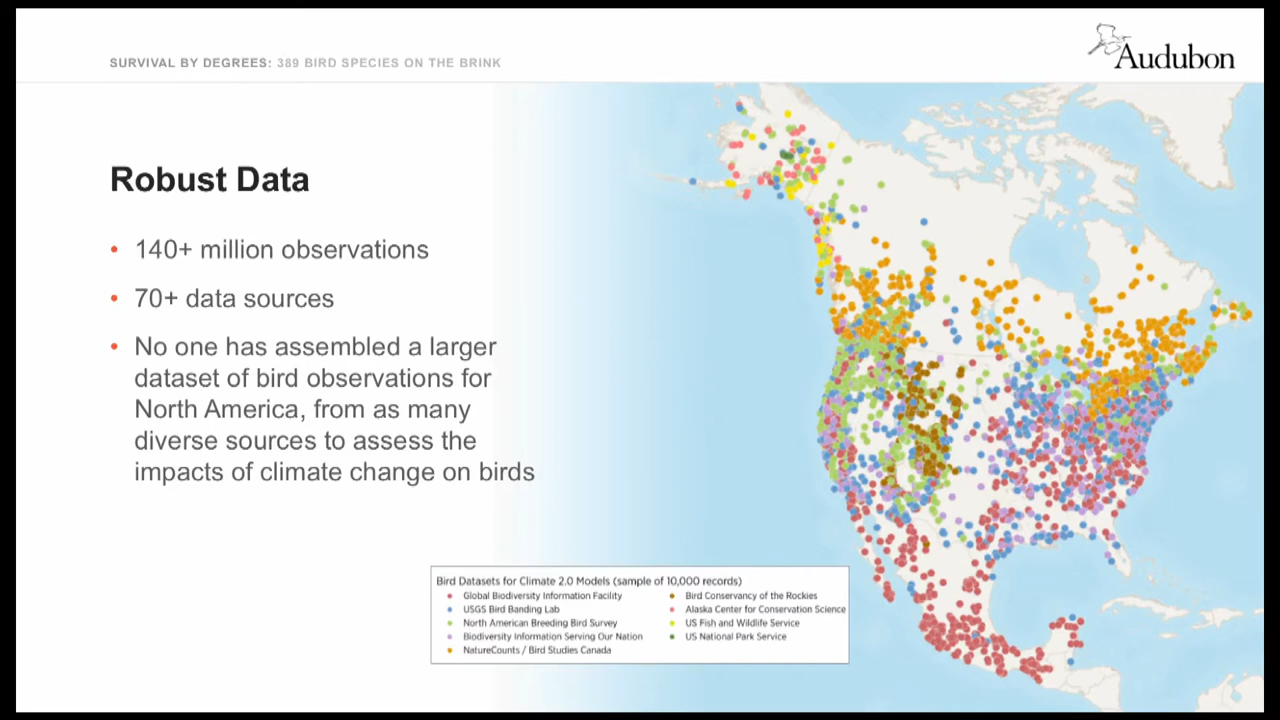 SURVIVAL BY DEGREES: 389 BIRD SPECIES ON THE BRINK
Audubon
Robust Data
• 140+ million observations
• 70+ data sources
• No one has assembled a larger
dataset of bird observations for
North America, from as many
diverse sources to assess the
impacts of climate change on birds
Bird Datasets for Climate 2.0 Models (sample of 10,000 records)
Global Biodiversity Information Facility
USGS Bird Banding Lab
North American Breeding Bird Survey
Biodiversity Information Serving Our Nation
NatureCounts / Bird Studies Canada
Bird Conservancy of the Rockies
Alaska Center for Conservation Science
US Fish and Wildlife Service
US National Park Service